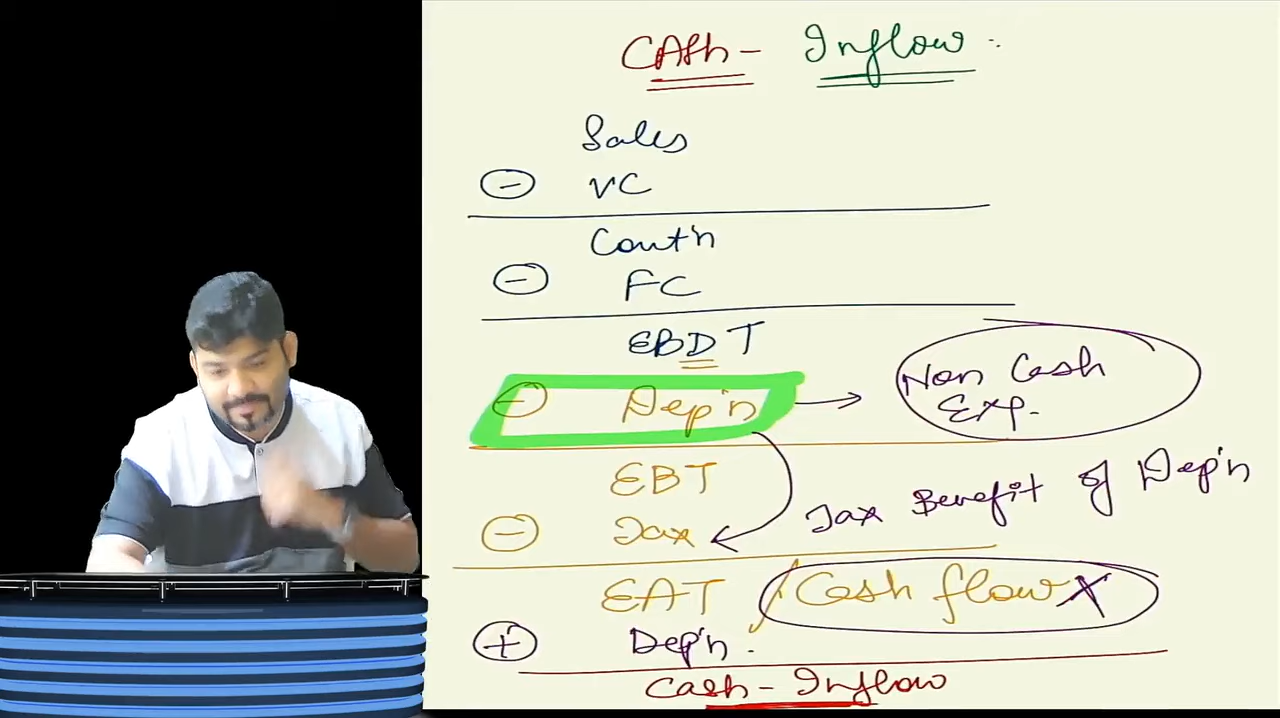 CASh - Inflow
Sales
- VC
Cont'n
- FC
EBDT
- Dep'n → Non Cash Exp.
EBT
Tax Benefit of Dep'n
- Tax
EAT Cash flow X
+ Dep'n.
Cash - Inflow